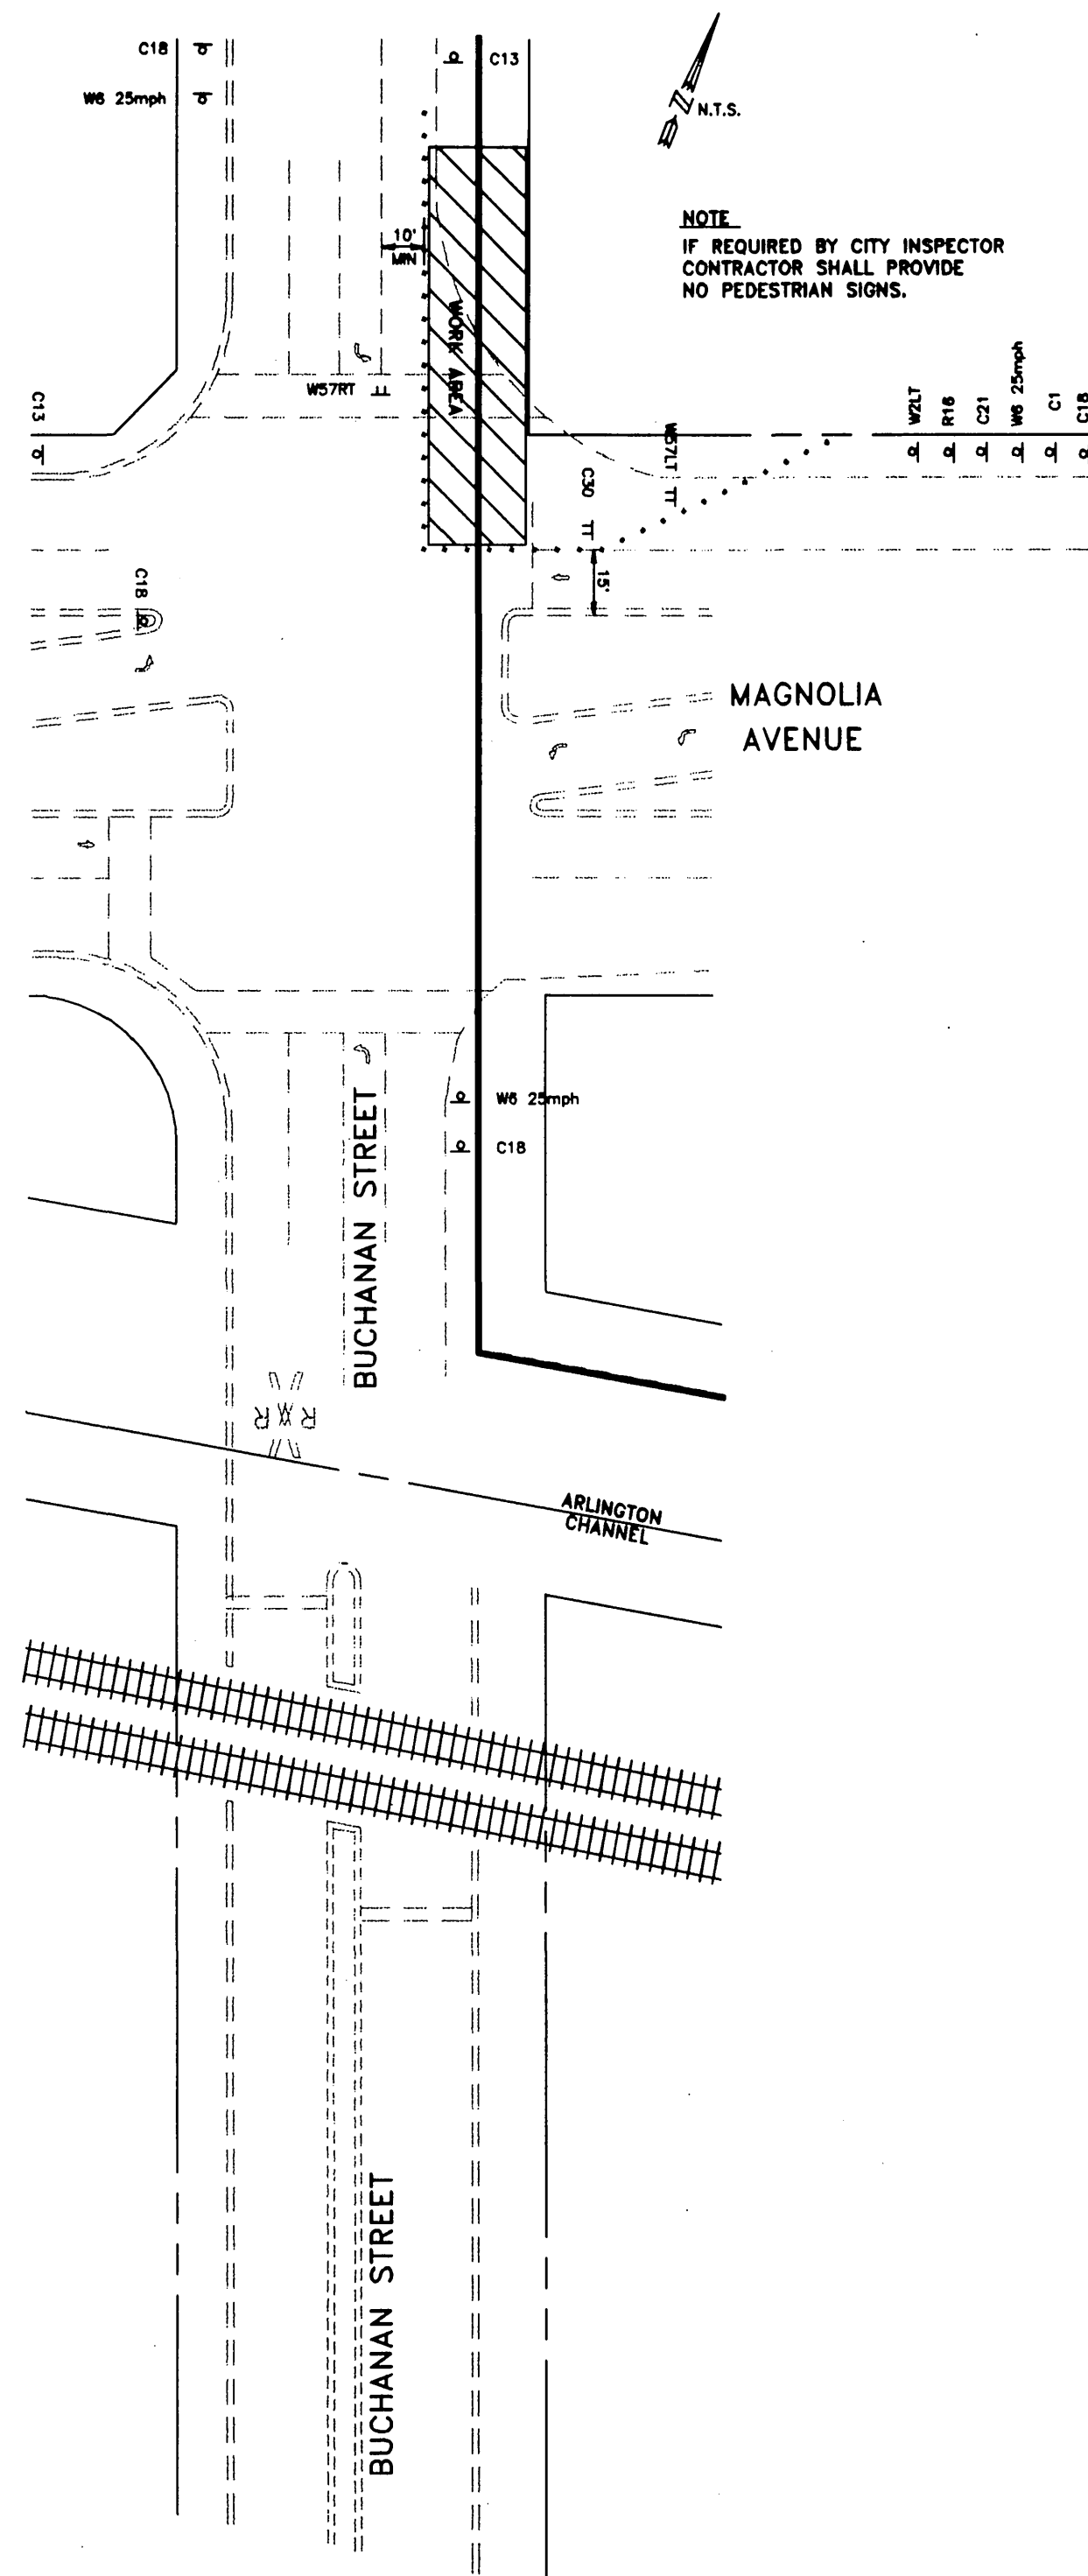 C18
C13
W6 25mph
N.T.S.
NOTE
IF REQUIRED BY CITY INSPECTOR
CONTRACTOR SHALL PROVIDE
NO PEDESTRIAN SIGNS.
10'
MIN
WORK AREA
W57RT
C13
W57LT
C30
W2LT
R16
C21
W6 25mph
C1
C18
15'
C18
MAGNOLIA
AVENUE
W6 25mph
C18
BUCHANAN STREET
R X R
ARLINGTON
CHANNEL
BUCHANAN STREET